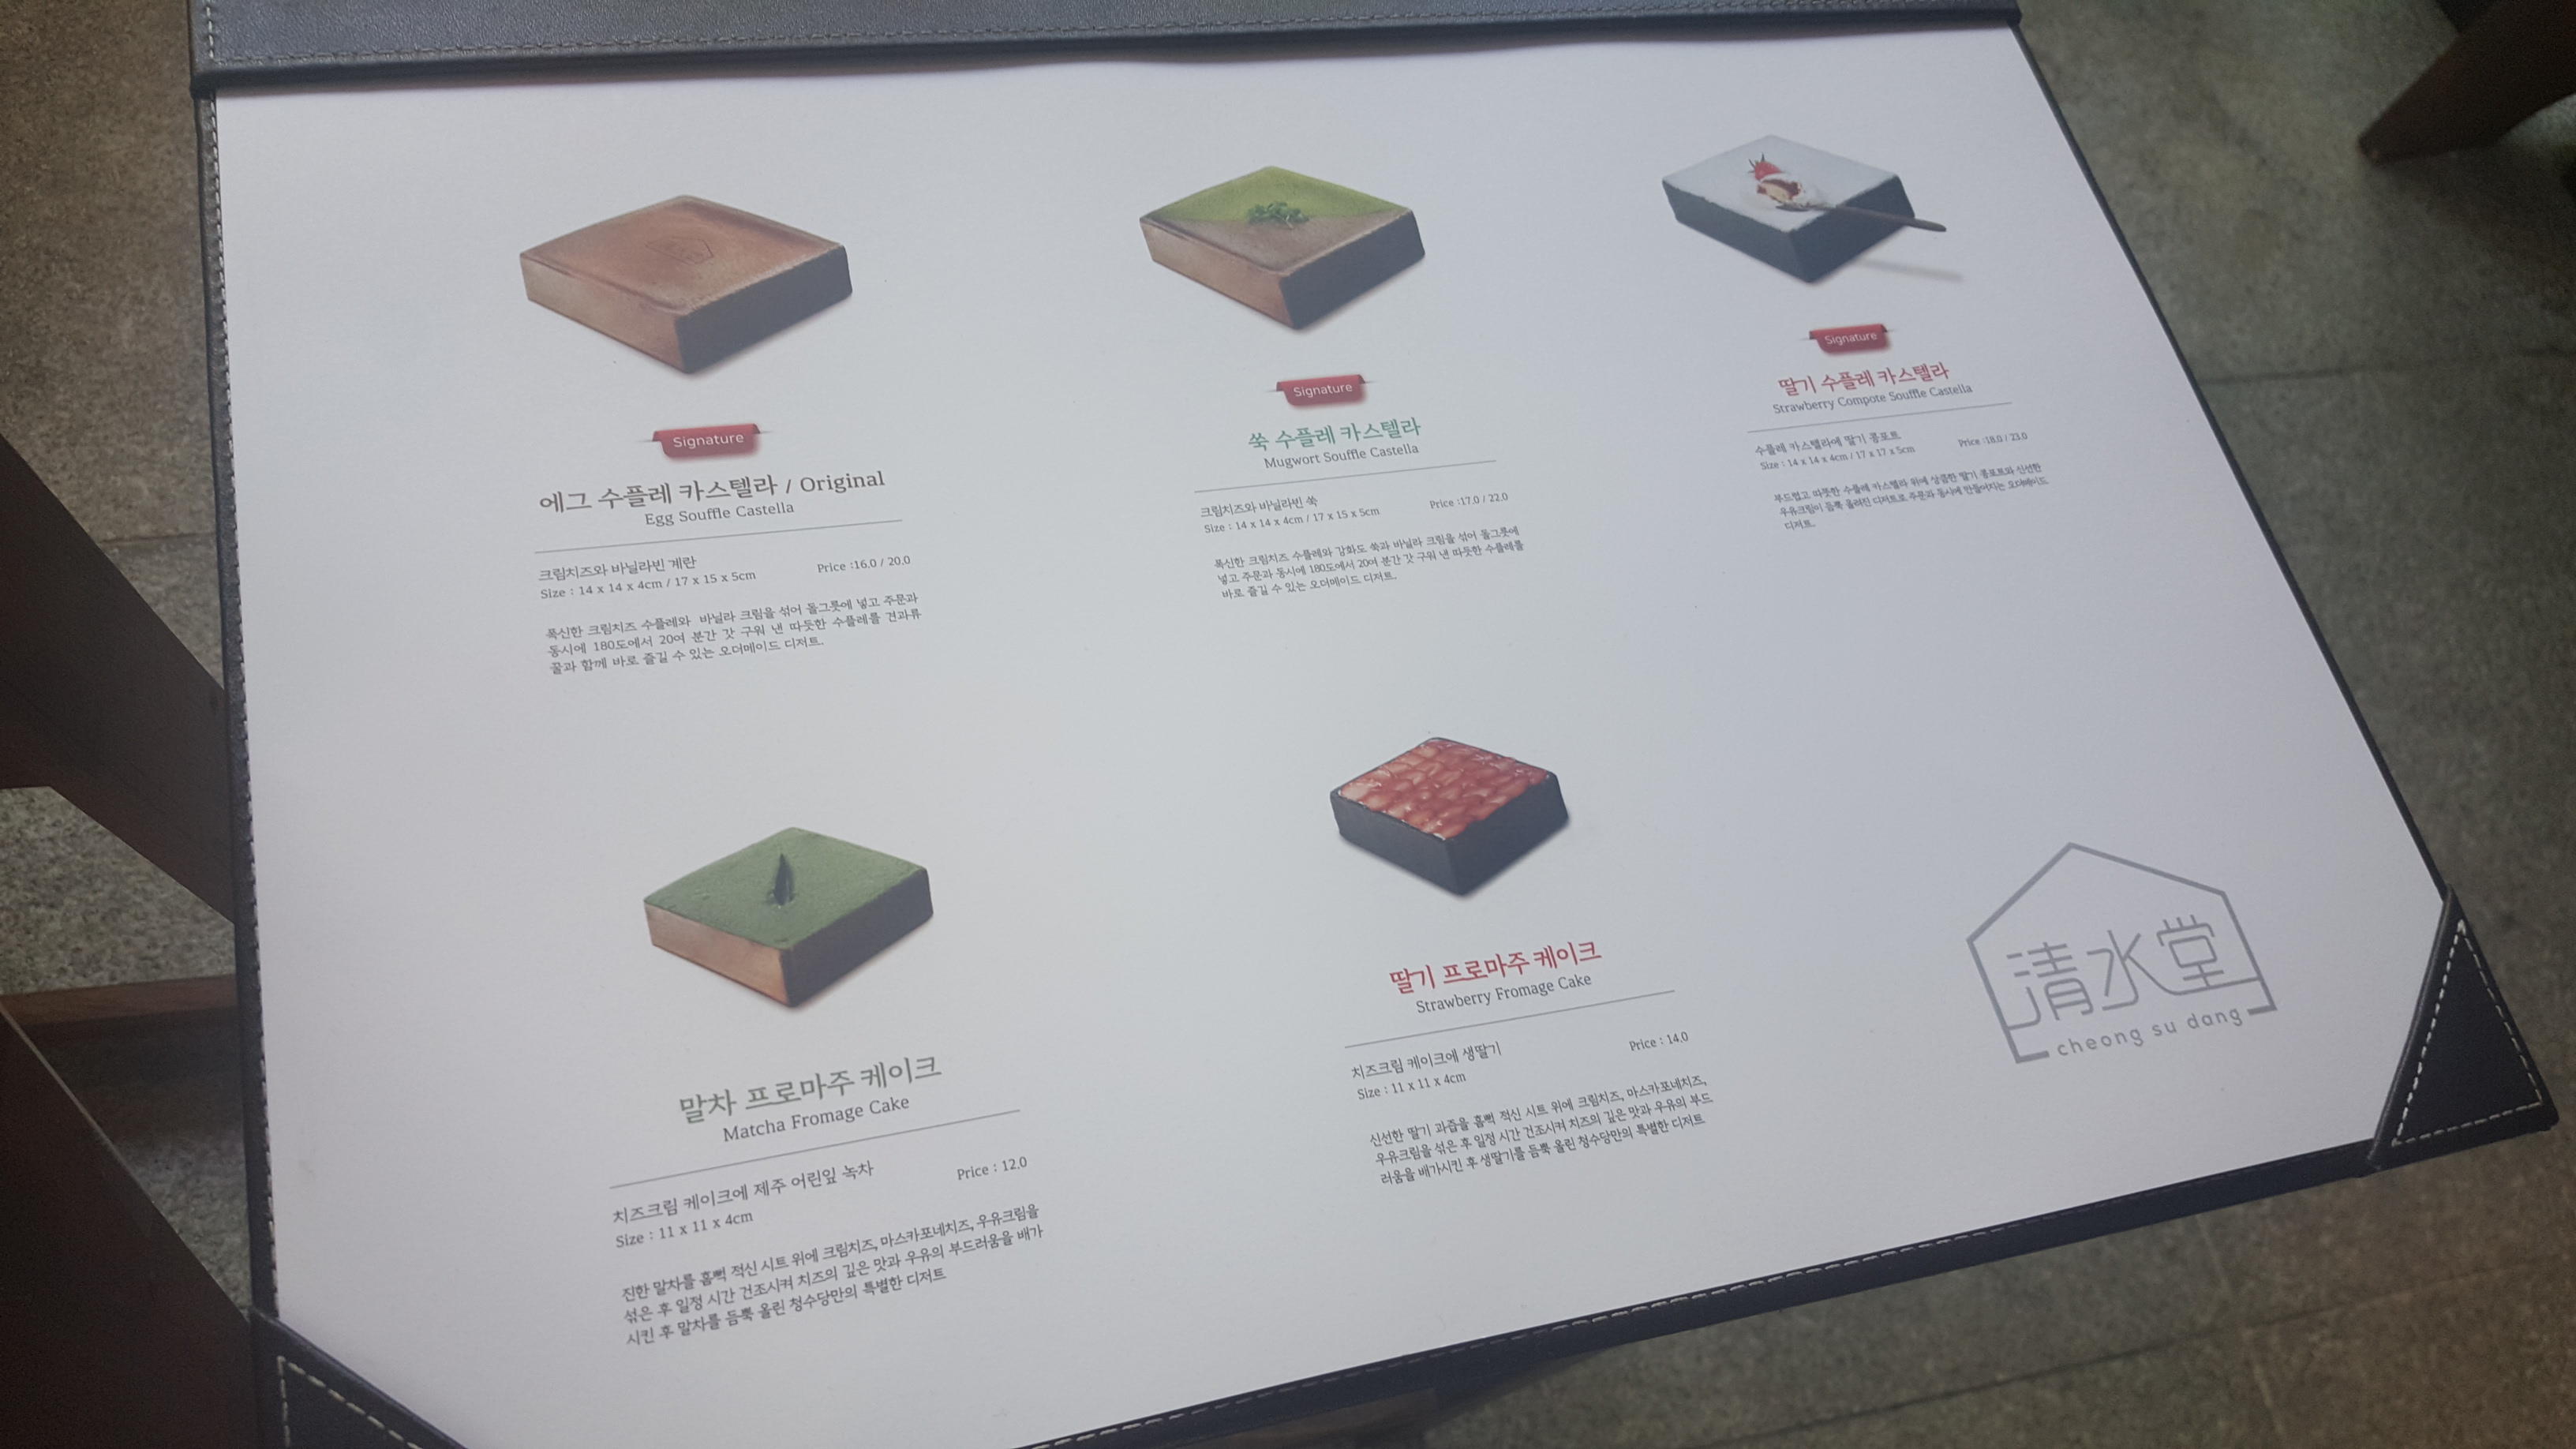 Signature
에그 수플레 카스텔라 / Original
Egg Souffle Castella
크림치즈와 바닐라빈 계란
Size : 14 x 14 x 4cm / 17 x 15 x 5cm
Price :16.0 / 20.0
폭신한 크림치즈 수플레와 바닐라 크림을 섞어 돌그릇에 넣고 주문과
동시에 180도에서 20여 분간 갓 구워 낸 따듯한 수플레를 견과류
꿀과 함께 바로 즐길 수 있는 오더메이드 디저트.
Signature
쑥 수플레 카스텔라
Mugwort Souffle Castella
크림치즈와 바닐라빈 쑥
Size : 14 x 14 x 4cm / 17 x 15 x 5cm
Price :17.0 / 22.0
폭신한 크림치즈 수플레와 강화도 쑥과 바닐라 크림을 섞어 돌그릇에
넣고 주문과 동시에 180도에서 20여 분간 갓 구워 낸 따듯한 수플레를
바로 즐길 수 있는 오더메이드 디저트.
Signature
딸기 수플레 카스텔라
Strawberry Compote Souffle Castella
수플레 카스텔라에 딸기 콩포트
Size : 14 x 14 x 4cm / 17 x 17 x 5cm
Price :18.0 / 23.0
부드럽고 따뜻한 수플레 카스텔라 위에 상큼한 딸기 콩포트와 신선한
우유크림이 듬뿍 올려진 디저트로 주문과 동시에 만들어지는 오더메이드
디저트.
말차 프로마주 케이크
Matcha Fromage Cake
치즈크림 케이크에 제주 어린잎 녹차
Size : 11 x 11 x 4cm
Price : 12.0
진한 말차를 흠뻑 적신 시트 위에 크림치즈, 마스카포네치즈, 우유크림을
섞은 후 일정 시간 건조시켜 치즈의 깊은 맛과 우유의 부드러움을 배가
시킨 후 말차를 듬뿍 올린 청수당만의 특별한 디저트
딸기 프로마주 케이크
Strawberry Fromage Cake
치즈크림 케이크에 생딸기
Size : 11 x 11 x 4cm
Price : 14.0
신선한 딸기 과즙을 흠뻑 적신 시트 위에 크림치즈, 마스카포네치즈,
우유크림을 섞은 후 일정 시간 건조시켜 치즈의 깊은 맛과 우유의 부드
러움을 배가시킨 후 생딸기를 듬뿍 올린 청수당만의 특별한 디저트
清水堂
cheong su dang